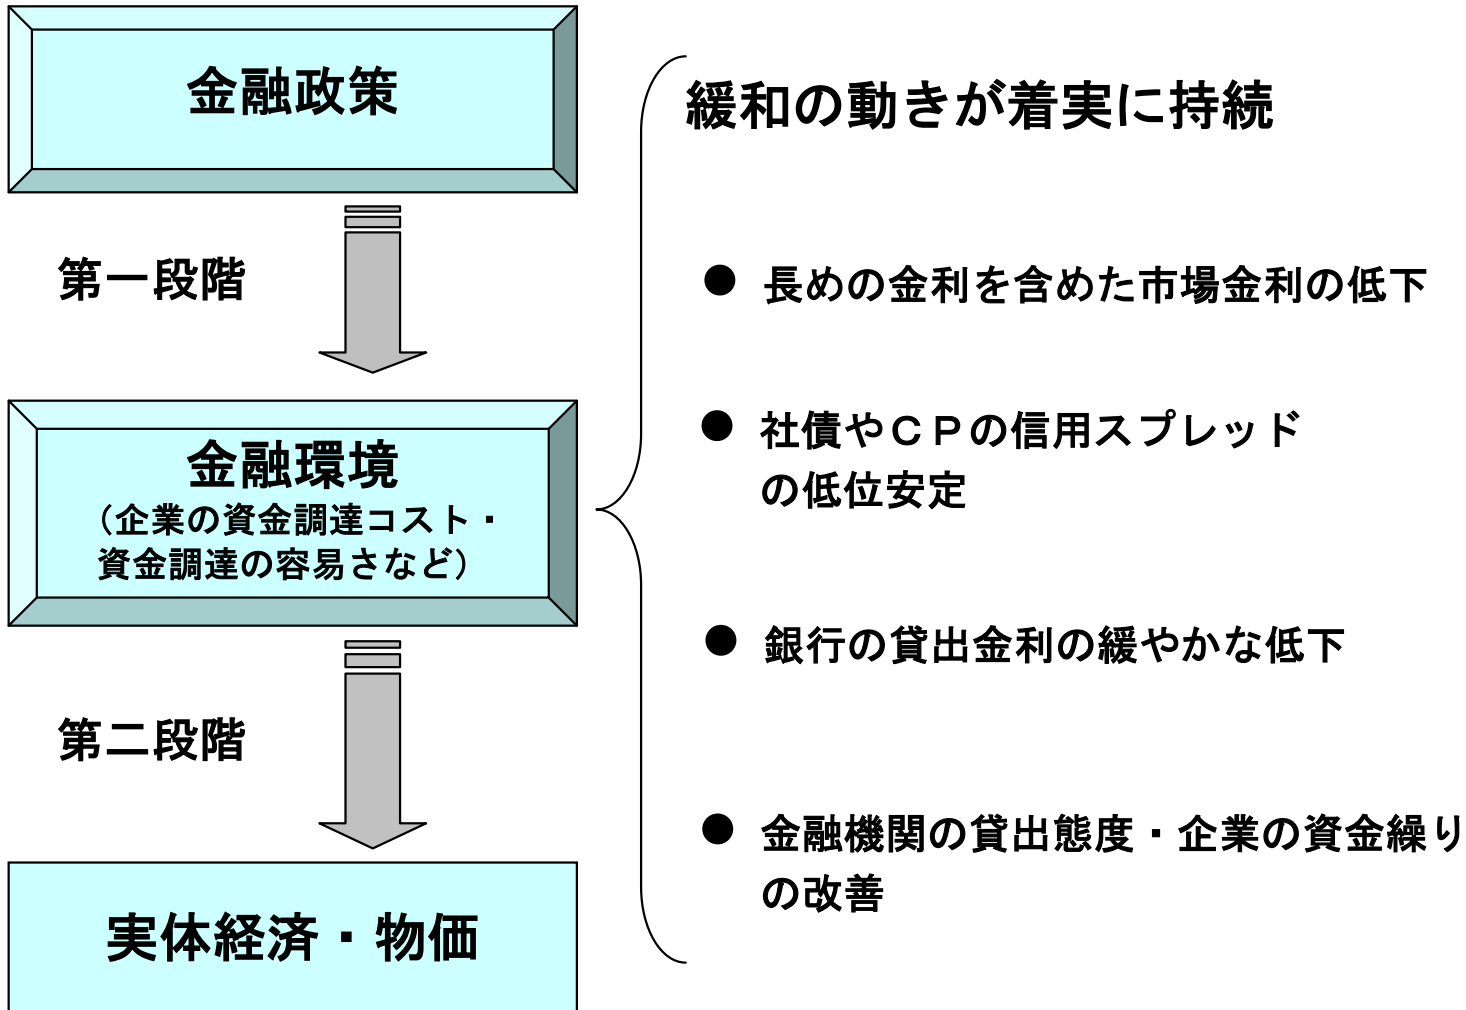 金融政策
第一段階
金融環境
（企業の資金調達コスト・
資金調達の容易さなど）
第二段階
実体経済・物価
緩和の動きが着実に持続
● 長めの金利を含めた市場金利の低下
● 社債やＣＰの信用スプレッド
の低位安定
● 銀行の貸出金利の緩やかな低下
● 金融機関の貸出態度・企業の資金繰り
の改善